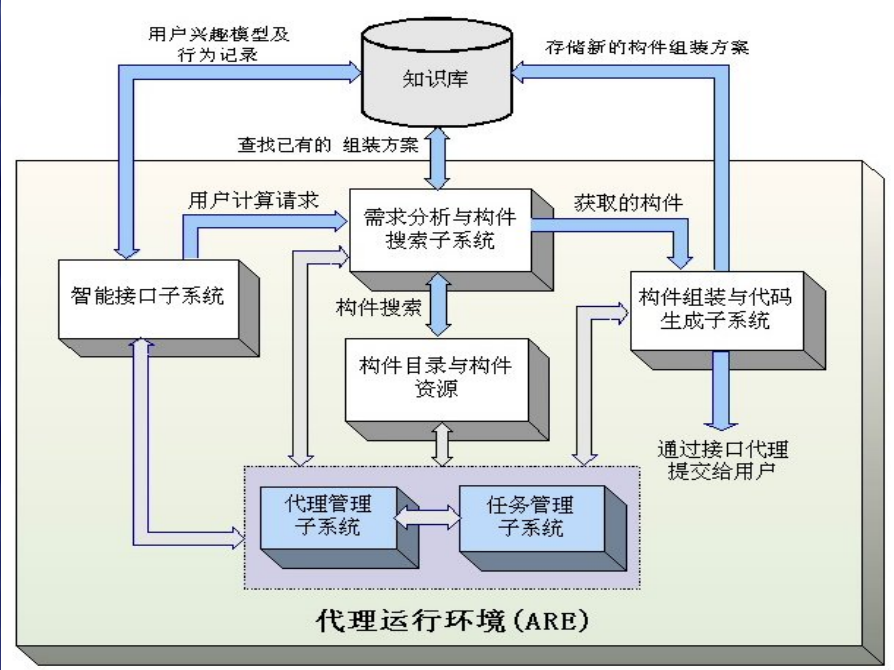 用户兴趣模型及
行为记录
知识库
存储新的构件组装方案
查找已有的 组装方案
用户计算请求
需求分析与构件
搜索子系统
获取的构件
智能接口子系统
构件搜索
构件组装与代码
生成子系统
构件目录与构件
资源
通过接口代理
提交给用户
代理管理
子系统
任务管理
子系统
代理运行环境(ARE)